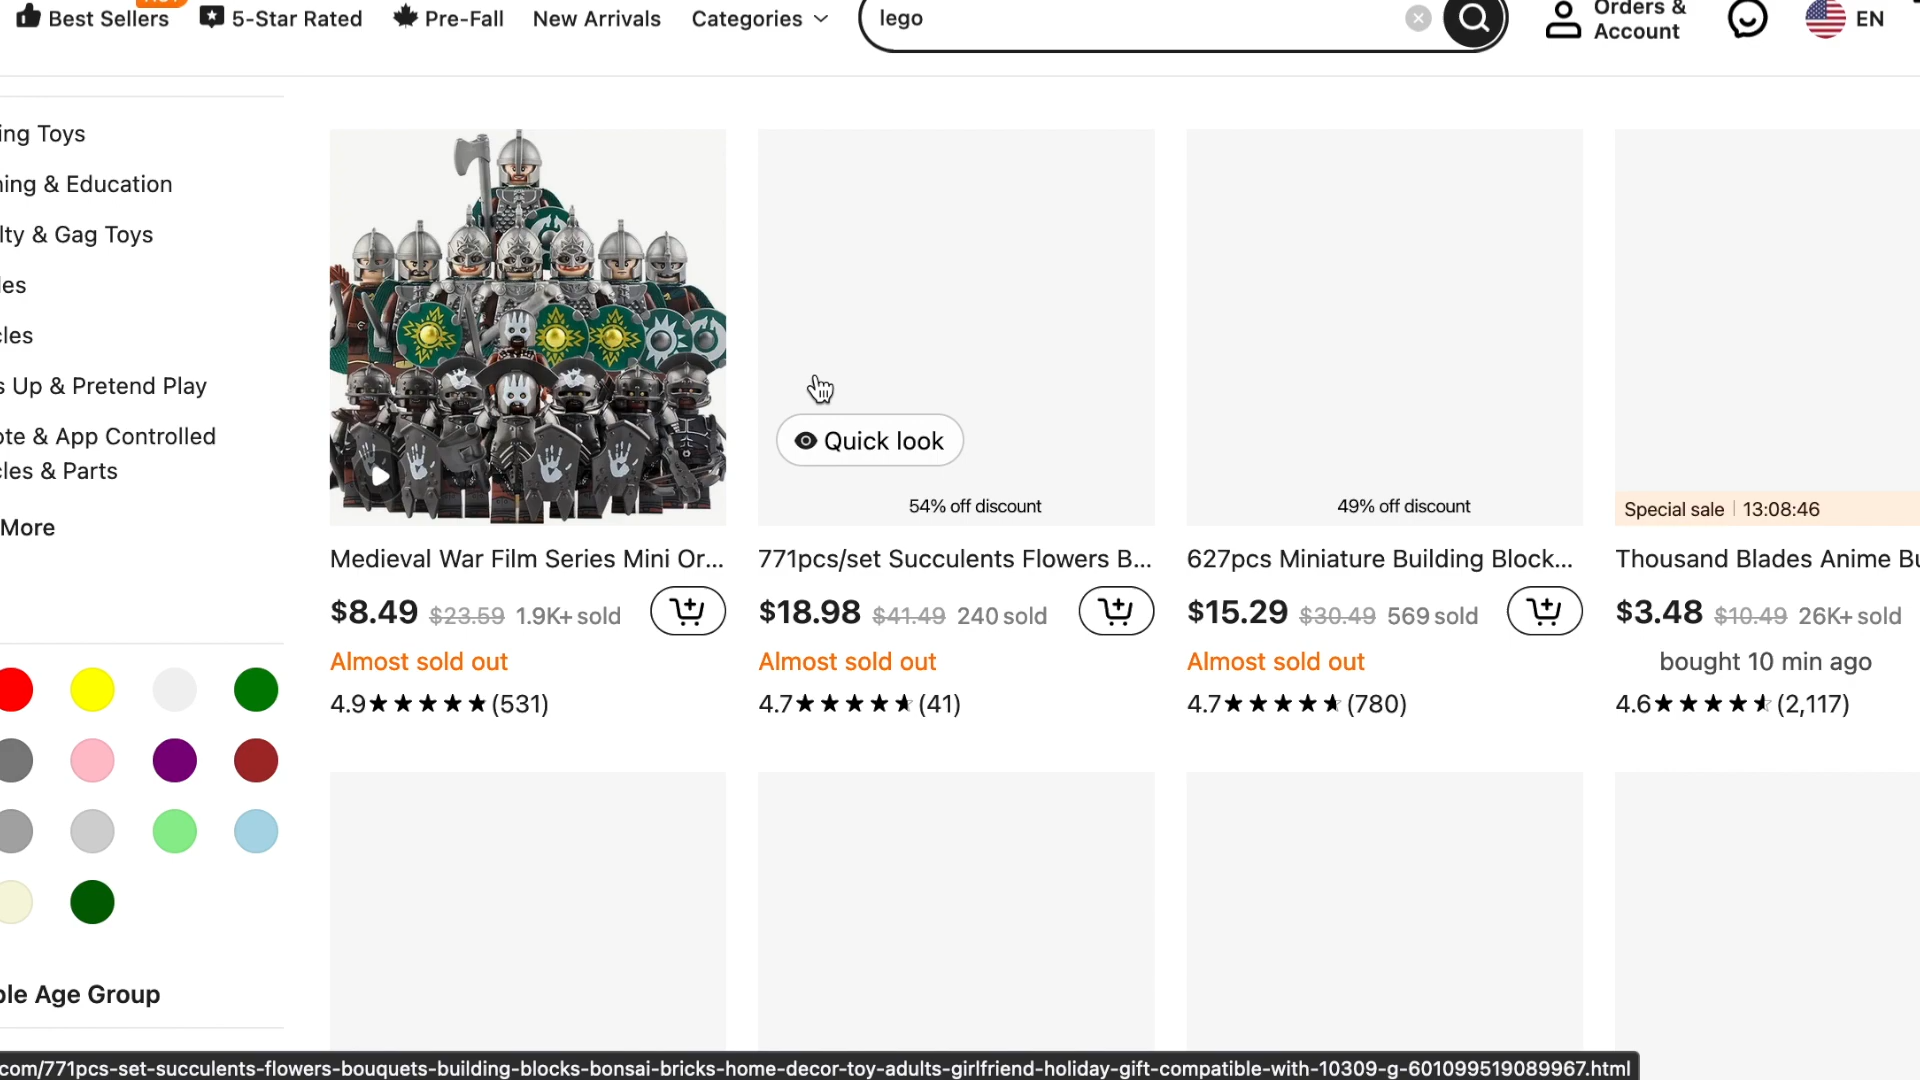 HOT
Best Sellers
5-Star Rated
Pre-Fall
New Arrivals
Categories
lego
Orders &
Account
EN
ing Toys
ning & Education
lty & Gag Toys
les
cles
s Up & Pretend Play
ote & App Controlled
cles & Parts
More
ble Age Group
Quick look
54% off discount
49% off discount
Special sale 13:08:46
Medieval War Film Series Mini Or...
$8.49 $23.59 1.9K+ sold
Almost sold out
4.9 ★★★★★ (531)
771pcs/set Succulents Flowers B...
$18.98 $41.49 240 sold
Almost sold out
4.7 ★★★★★ (41)
627pcs Miniature Building Block...
$15.29 $30.49 569 sold
Almost sold out
4.7 ★★★★★ (780)
Thousand Blades Anime Bu
$3.48 $10.49 26K+ sold
bought 10 min ago
4.6 ★★★★★ (2,117)
com/771pcs-set-succulents-flowers-bouquets-building-blocks-bonsai-bricks-home-decor-toy-adults-girlfriend-holiday-gift-compatible-with-10309-g-601099519089967.html